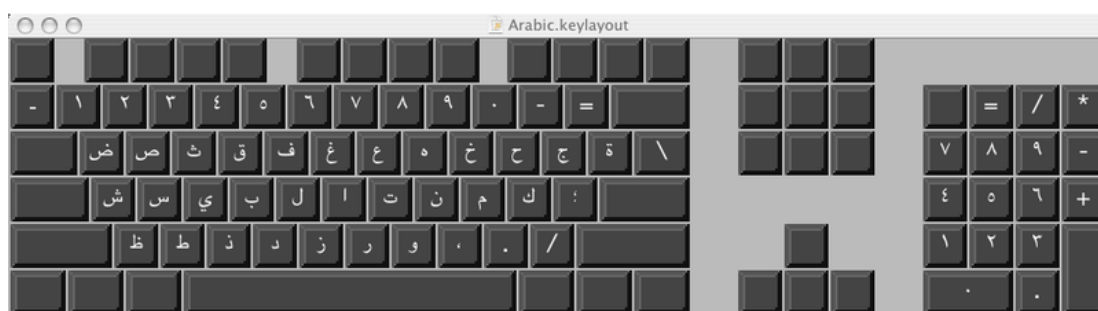 Arabic.keylayout
- ١ ٢ ٣ ٤ ٥ ٦ ٧ ٨ ٩ ٠ - = = / *
ض ص ث ق ف غ ع ه خ ح ج ة \ ٧ ٨ ٩ -
ش س ي ب ل ا ت ن م ك ؛ ٤ ٥ ٦ +
ظ ط ذ د ز ر و ، . / ١ ٢ ٣
٠ .